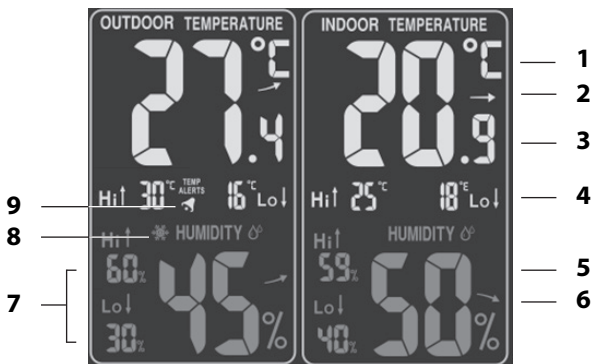 OUTDOOR TEMPERATURE
27.4 °C
Hi↑ 30°C TEMP ALERTS 16°C Lo↓
HUMIDITY
Hi↑
60%
Lo↓
30%
45%
INDOOR TEMPERATURE
20.9 °C
Hi↑ 25°C 18°E Lo↓
HUMIDITY
Hi↑
59%
Lo↓
40%
50%
1
2
3
4
5
6
9
8
7